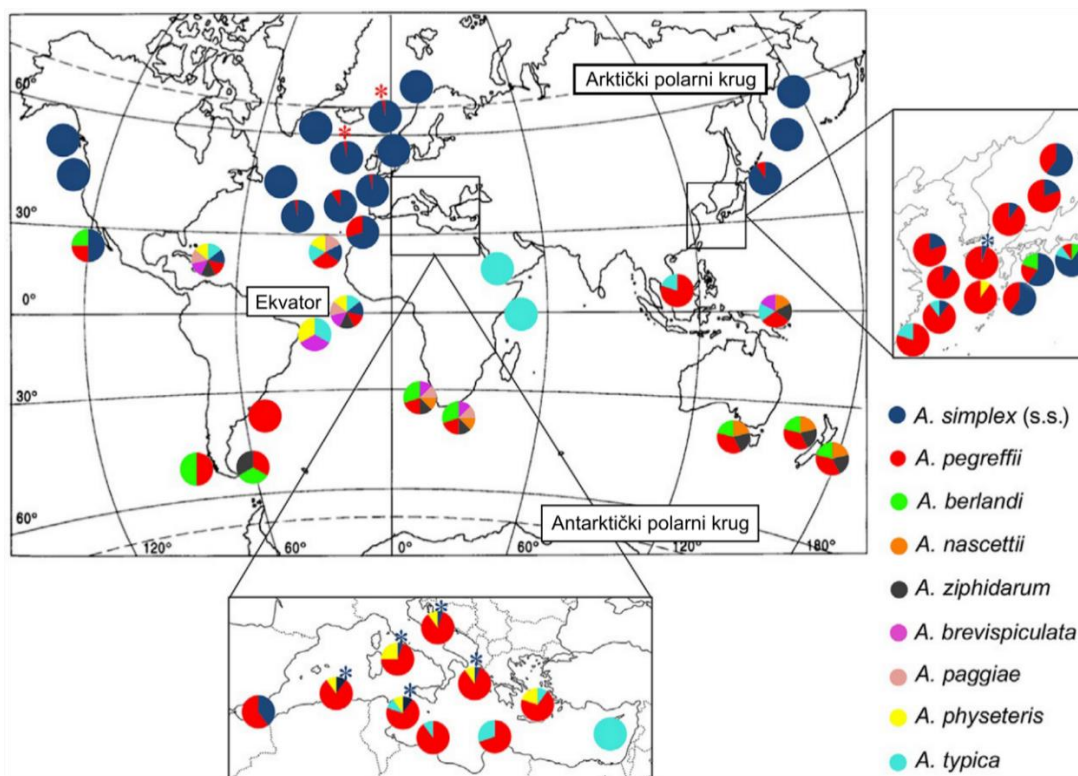 60°
Arktički polarni krug
30°
0°
Ekvator
30°
60°
Antarktički polarni krug
120°
60°
0°
60°
120°
180°
A. simplex (s.s.)
A. pegreffii
A. berlandi
A. nascettii
A. ziphidarum
A. brevispiculata
A. paggiae
A. physeteris
A. typica